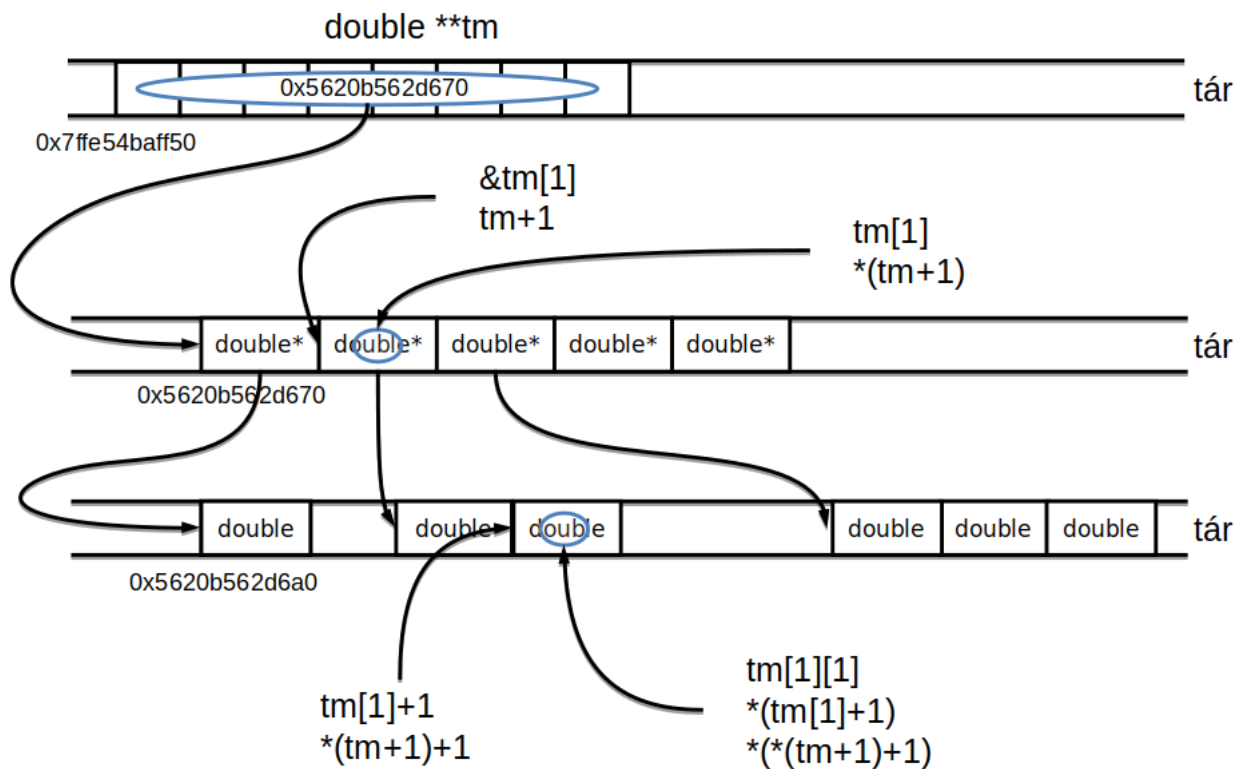 double **tm
0x5620b562d670
tár
0x7ffe54baff50
&tm[1]
tm+1
tm[1]
*(tm+1)
double* double* double* double* double*
tár
0x5620b562d670
double double double double double double
tár
0x5620b562d6a0
tm[1]+1
*(tm+1)+1
tm[1][1]
*(tm[1]+1)
*(*(tm+1)+1)